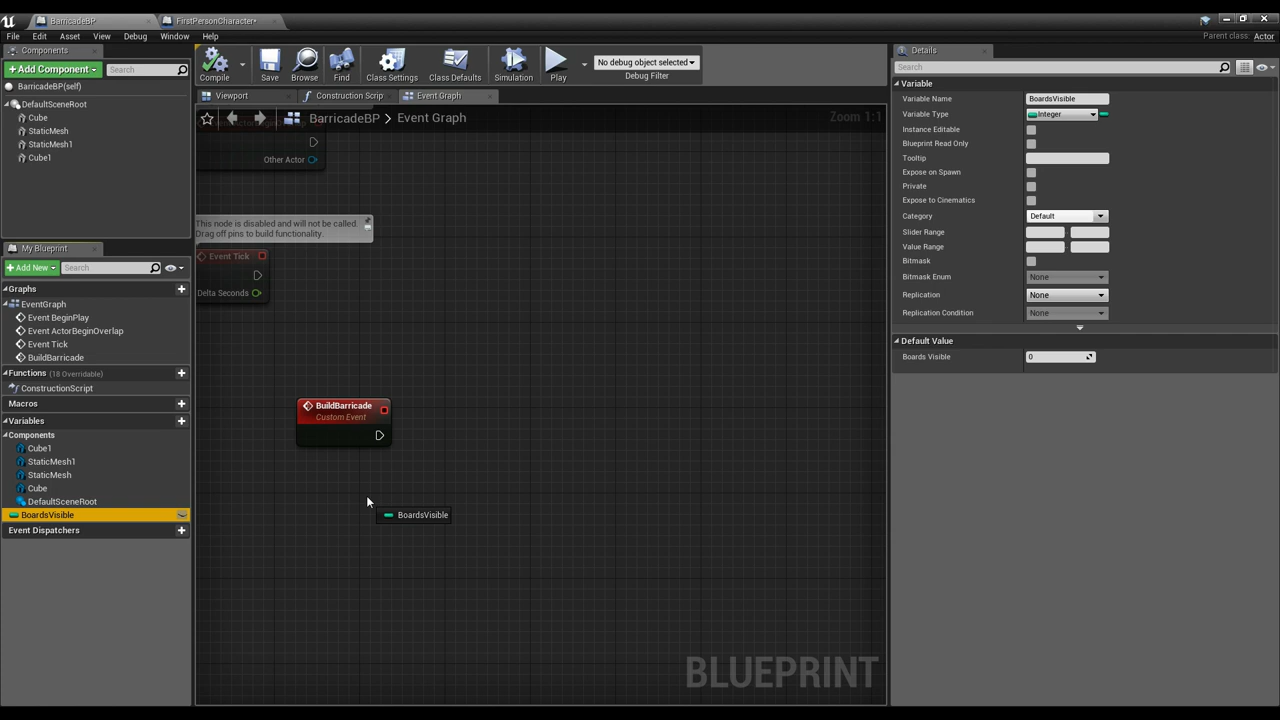 BarricadeBP
FirstPersonCharacter*
File Edit Asset View Debug Window Help
Parent class: Actor
Components
+ Add Component
Search
BarricadeBP(self)
DefaultSceneRoot
Cube
StaticMesh
StaticMesh1
Cube1
My Blueprint
+ Add New
Search
Graphs
EventGraph
Event BeginPlay
Event ActorBeginOverlap
Event Tick
BuildBarricade
Functions (18 Overridable)
ConstructionScript
Macros
Variables
Components
Cube1
StaticMesh1
StaticMesh
Cube
DefaultSceneRoot
BoardsVisible
Event Dispatchers
Compile Save Browse Find Class Settings Class Defaults Simulation Play
No debug object selected
Debug Filter
Viewport
Construction Scrip
Event Graph
BarricadeBP > Event Graph
Zoom 1:1
Other Actor
This node is disabled and will not be called.
Drag off pins to build functionality.
Event Tick
Delta Seconds
BuildBarricade
Custom Event
BoardsVisible
BLUEPRINT
Details
Search
Variable
Variable Name BoardsVisible
Variable Type Integer
Instance Editable
Blueprint Read Only
Tooltip
Expose on Spawn
Private
Expose to Cinematics
Category Default
Slider Range
Value Range
Bitmask
Bitmask Enum None
Replication None
Replication Condition None
Default Value
Boards Visible 0